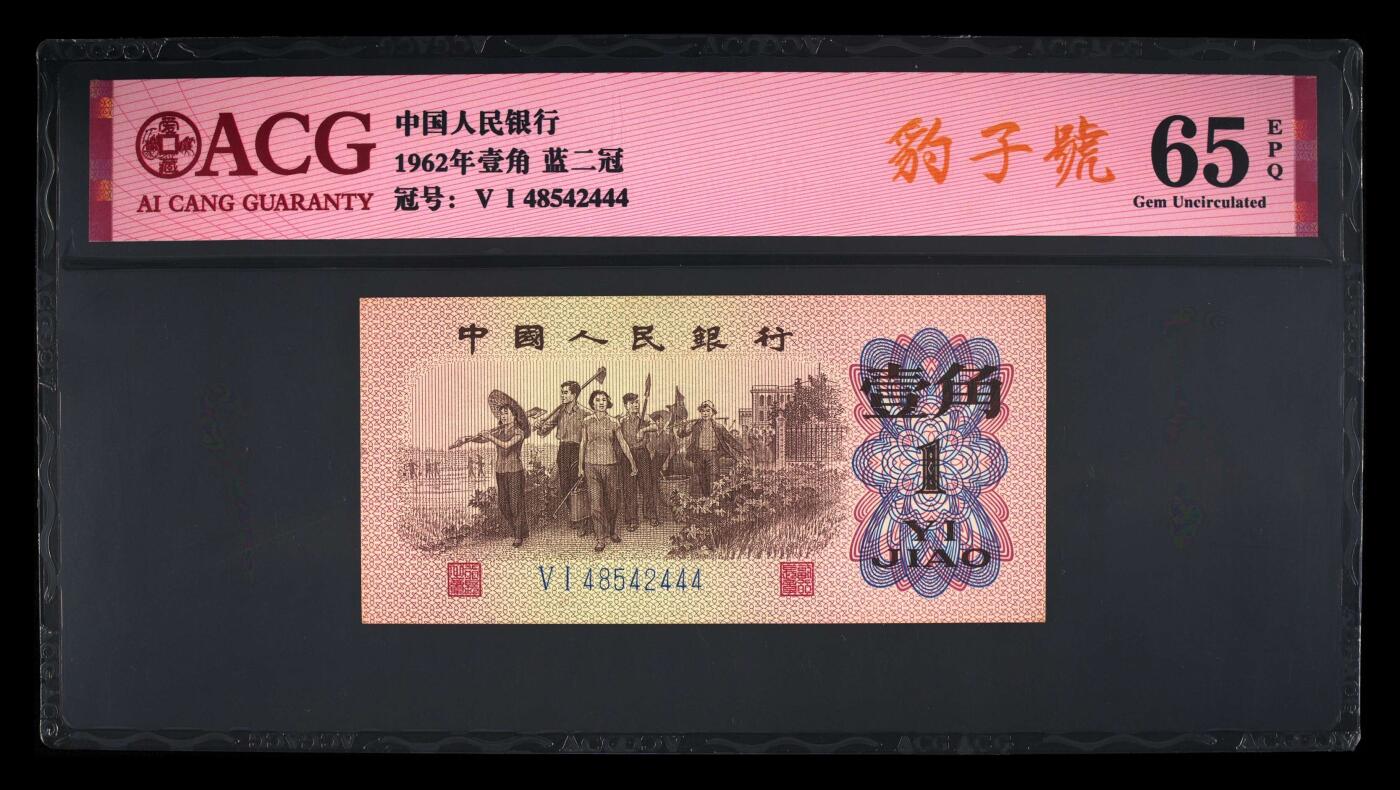 ACG
AI CANG GUARANTY
中国人民银行
1962年壹角 蓝二冠
冠号: V I 48542444
豹子號
65
EPQ
Gem Uncirculated
中國人民銀行
壹角
1
YI
JIAO
V I 48542444